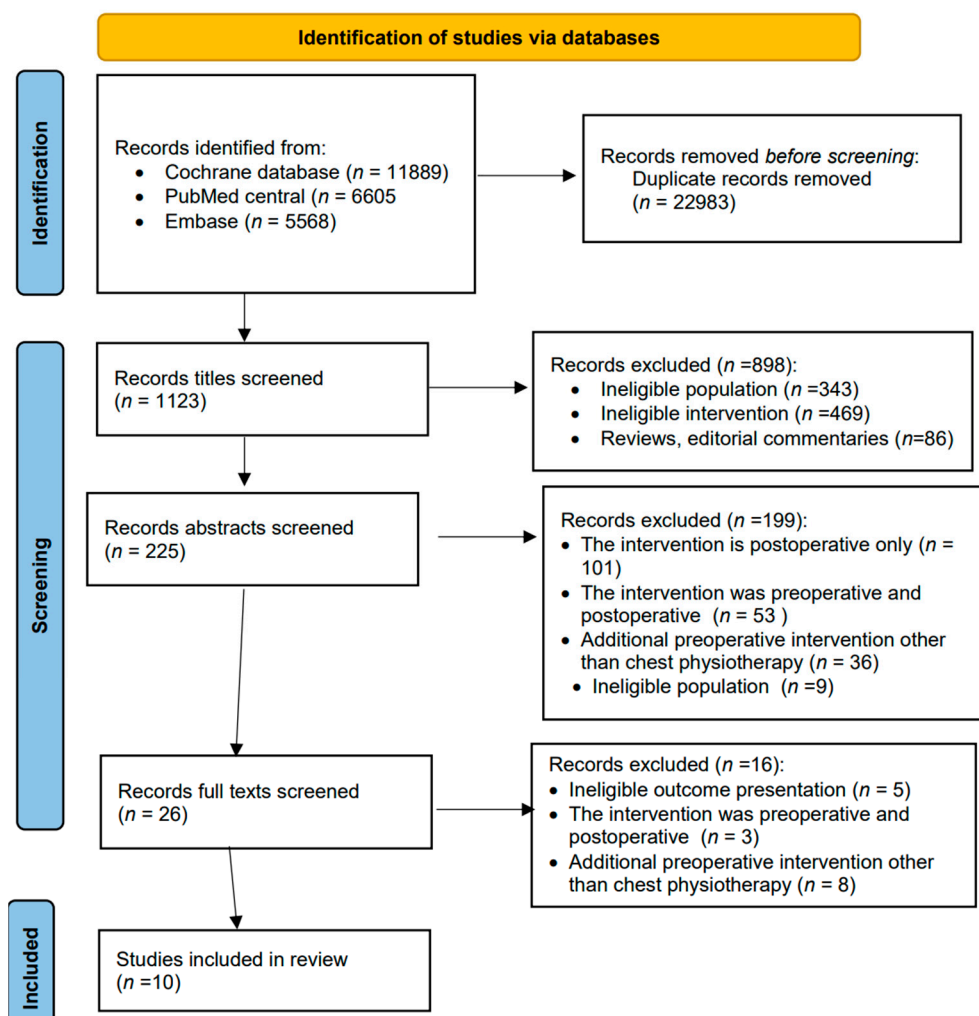 Identification of studies via databases
Identification
Records identified from:
• Cochrane database (n = 11889)
• PubMed central (n = 6605
• Embase (n = 5568)
Records removed before screening:
Duplicate records removed
(n = 22983)
Screening
Records titles screened
(n = 1123)
Records excluded (n =898):
• Ineligible population (n =343)
• Ineligible intervention (n =469)
• Reviews, editorial commentaries (n=86)
Records abstracts screened
(n = 225)
Records excluded (n =199):
• The intervention is postoperative only (n =
101)
• The intervention was preoperative and
postoperative (n = 53 )
• Additional preoperative intervention other
than chest physiotherapy (n = 36)
• Ineligible population (n =9)
Records full texts screened
(n = 26)
Records excluded (n =16):
• Ineligible outcome presentation (n = 5)
• The intervention was preoperative and
postoperative (n = 3)
• Additional preoperative intervention other
than chest physiotherapy (n = 8)
Included
Studies included in review
(n =10)